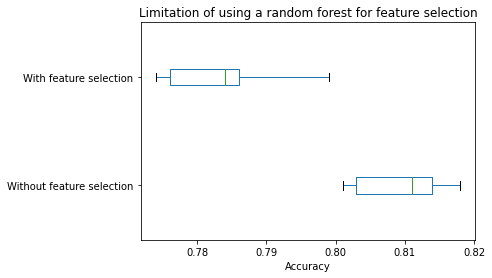 Limitation of using a random forest for feature selection
With feature selection
Without feature selection
0.78 0.79 0.80 0.81 0.82
Accuracy